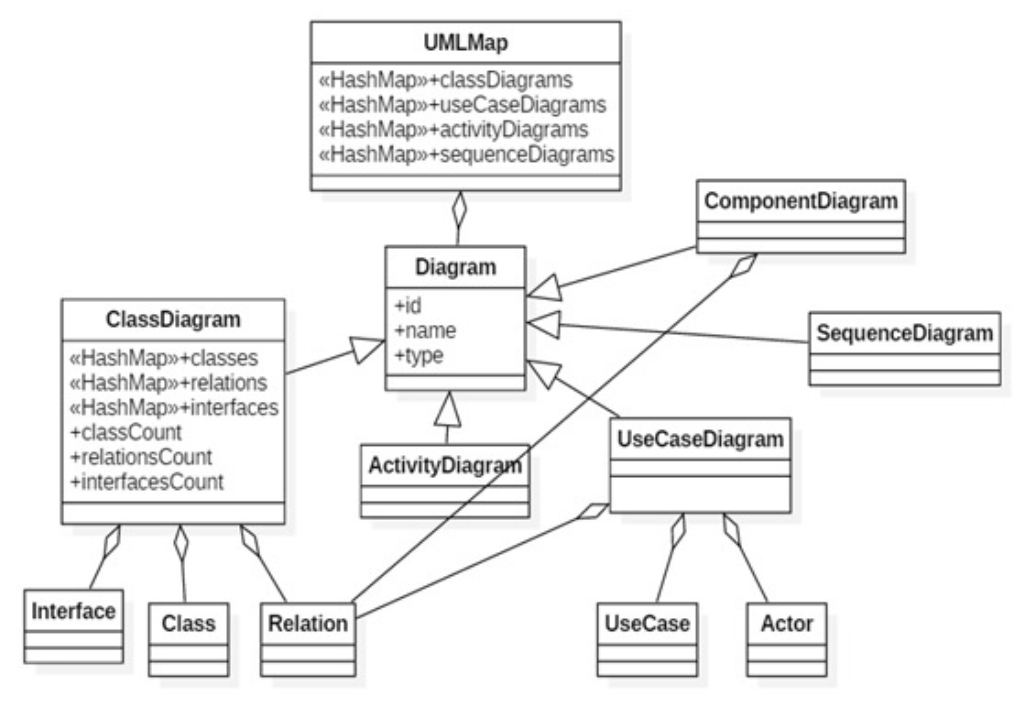 UMLMap
«HashMap»+classDiagrams
«HashMap»+useCaseDiagrams
«HashMap»+activityDiagrams
«HashMap»+sequenceDiagrams
ComponentDiagram
Diagram
+id
+name
+type
ClassDiagram
«HashMap»+classes
«HashMap»+relations
«HashMap»+interfaces
+classCount
+relationsCount
+interfacesCount
SequenceDiagram
UseCaseDiagram
ActivityDiagram
Interface
Class
Relation
UseCase
Actor